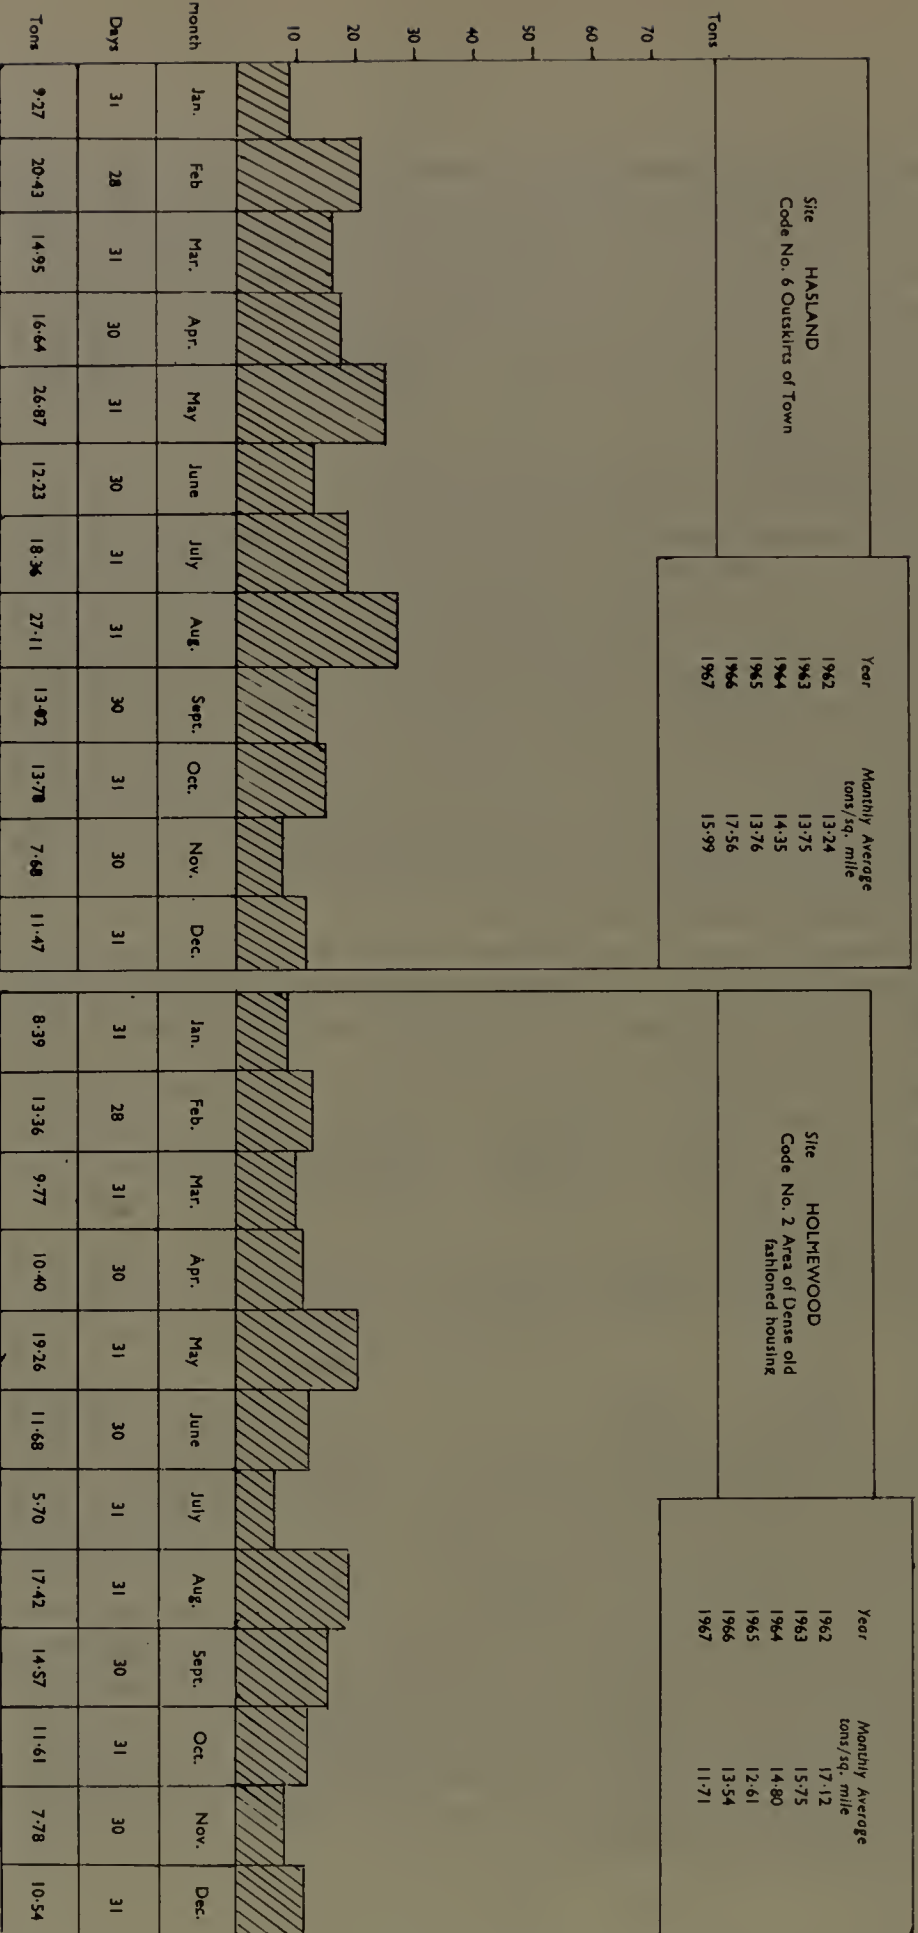 Site HASLAND
Code No. 6 Outskirts of Town
Year Monthly Average
tons/sq. mile
1962 13·24
1963 13·75
1964 14·35
1965 13·76
1966 17·56
1967 15·99
Tons
70
60
50
40
30
20
10
Month Jan. Feb Mar. Apr. May June July Aug. Sept. Oct. Nov. Dec.
Days 31 28 31 30 31 30 31 31 30 31 30 31
Tons 9·27 20·43 14·95 16·64 26·87 12·23 18·36 27·11 13·02 13·78 7·68 11·47
Site HOLMEWOOD
Code No. 2 Area of Dense old
fashioned housing
Year Monthly Average
tons/sq. mile
1962 17·12
1963 15·75
1964 14·80
1965 12·61
1966 13·54
1967 11·71
Jan. Feb. Mar. Apr. May June July Aug. Sept. Oct. Nov. Dec.
31 28 31 30 31 30 31 31 30 31 30 31
8·39 13·36 9·77 10·40 19·26 11·68 5·70 17·42 14·57 11·61 7·78 10·54